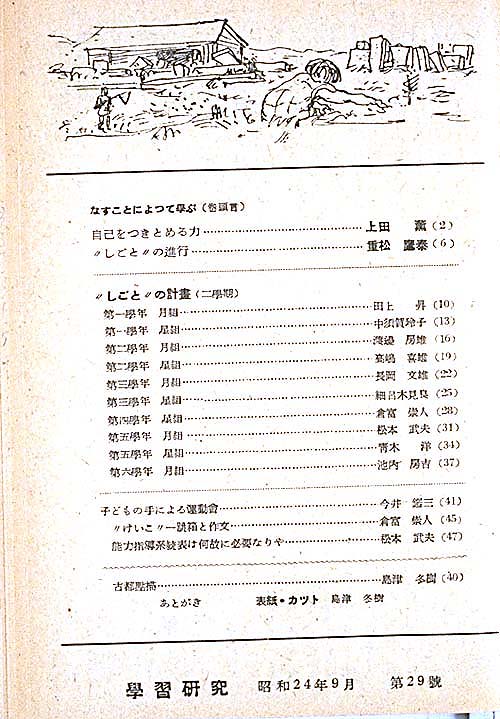 なすことによつて學ぶ（卷頭言）
自己をつきとめる力……………上田　薰（2）
〃しごと〃の進行……………重松　鷹泰（6）
〃しごと〃の計畫（二學期）
第一學年　月組……………田上　昇（10）
第一學年　星組……………中須賀玲子（13）
第二學年　月組……………渡邊　房雄（16）
第二學年　星組……………高嶋　喜雄（19）
第三學年　月組……………長岡　文雄（22）
第三學年　星組……………細呂木見良（25）
第四學年　星組……………倉富　崇人（28）
第五學年　月組……………松本　武夫（31）
第五學年　星組……………青木　洋（34）
第六學年　月組……………池内　房吉（37）
子どもの手による運動會……………今井　鑑三（41）
〃けいこ〃―跳箱と作文……………倉富　崇人（45）
能力指導系統表は何故に必要なりや……………松本　武夫（47）
古都點描……………島津　冬樹（40）
あとがき　表紙・カツト　島津　冬樹
學習研究　昭和24年9月　第29號